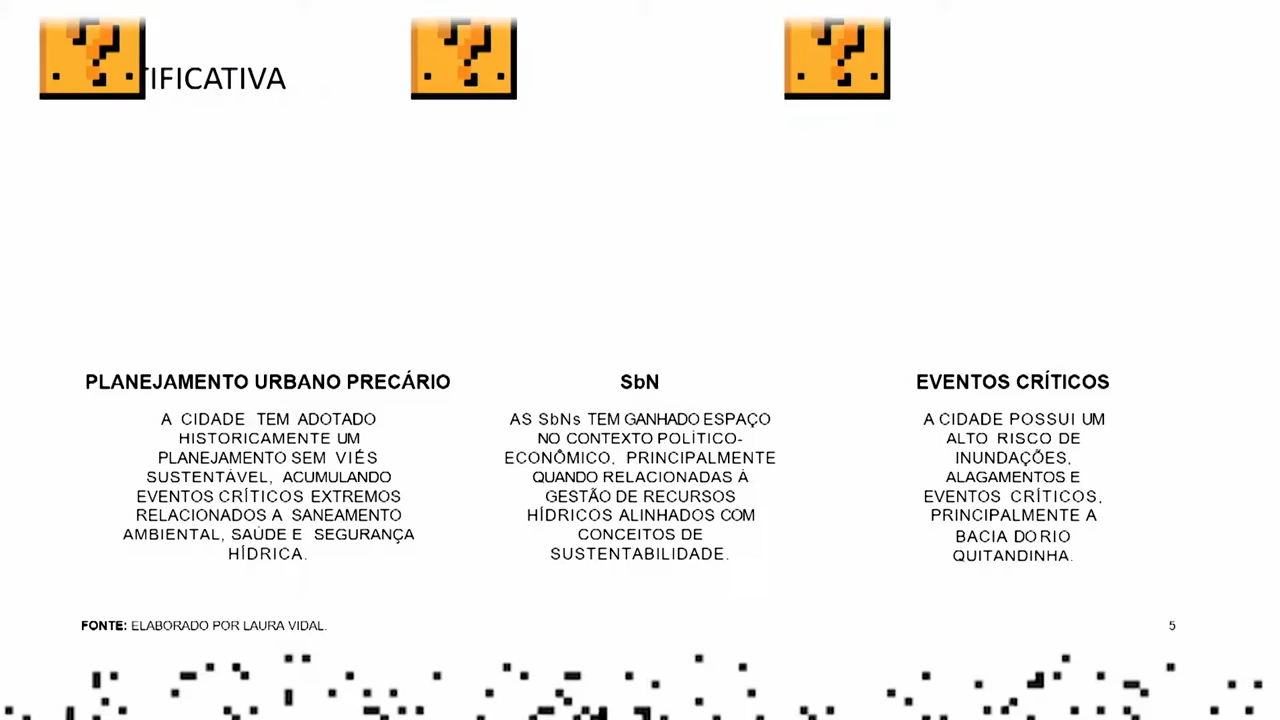 TIFICATIVA
PLANEJAMENTO URBANO PRECÁRIO
A CIDADE TEM ADOTADO
HISTORICAMENTE UM
PLANEJAMENTO SEM VIÉS
SUSTENTÁVEL, ACUMULANDO
EVENTOS CRÍTICOS EXTREMOS
RELACIONADOS A SANEAMENTO
AMBIENTAL, SAÚDE E SEGURANÇA
HÍDRICA.
SbN
AS SbNs TEM GANHADO ESPAÇO
NO CONTEXTO POLÍTICO-
ECONÔMICO, PRINCIPALMENTE
QUANDO RELACIONADAS À
GESTÃO DE RECURSOS
HÍDRICOS ALINHADOS COM
CONCEITOS DE
SUSTENTABILIDADE.
EVENTOS CRÍTICOS
A CIDADE POSSUI UM
ALTO RISCO DE
INUNDAÇÕES,
ALAGAMENTOS E
EVENTOS CRÍTICOS,
PRINCIPALMENTE A
BACIA DO RIO
QUITANDINHA.
FONTE: ELABORADO POR LAURA VIDAL.
5